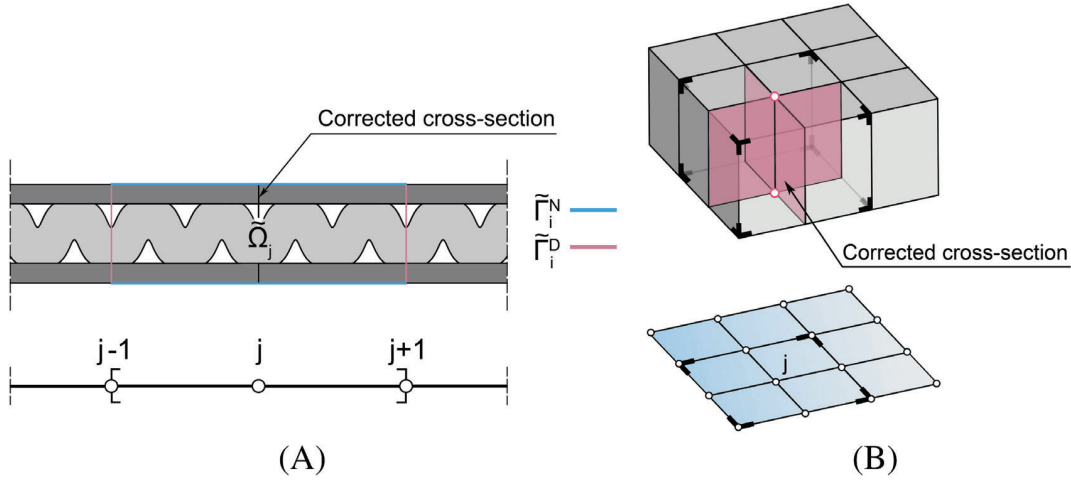 Corrected cross-section
Ω̃j
Γ̃iN
Γ̃iD
j-1
j
j+1
(A)
Corrected cross-section
j
(B)